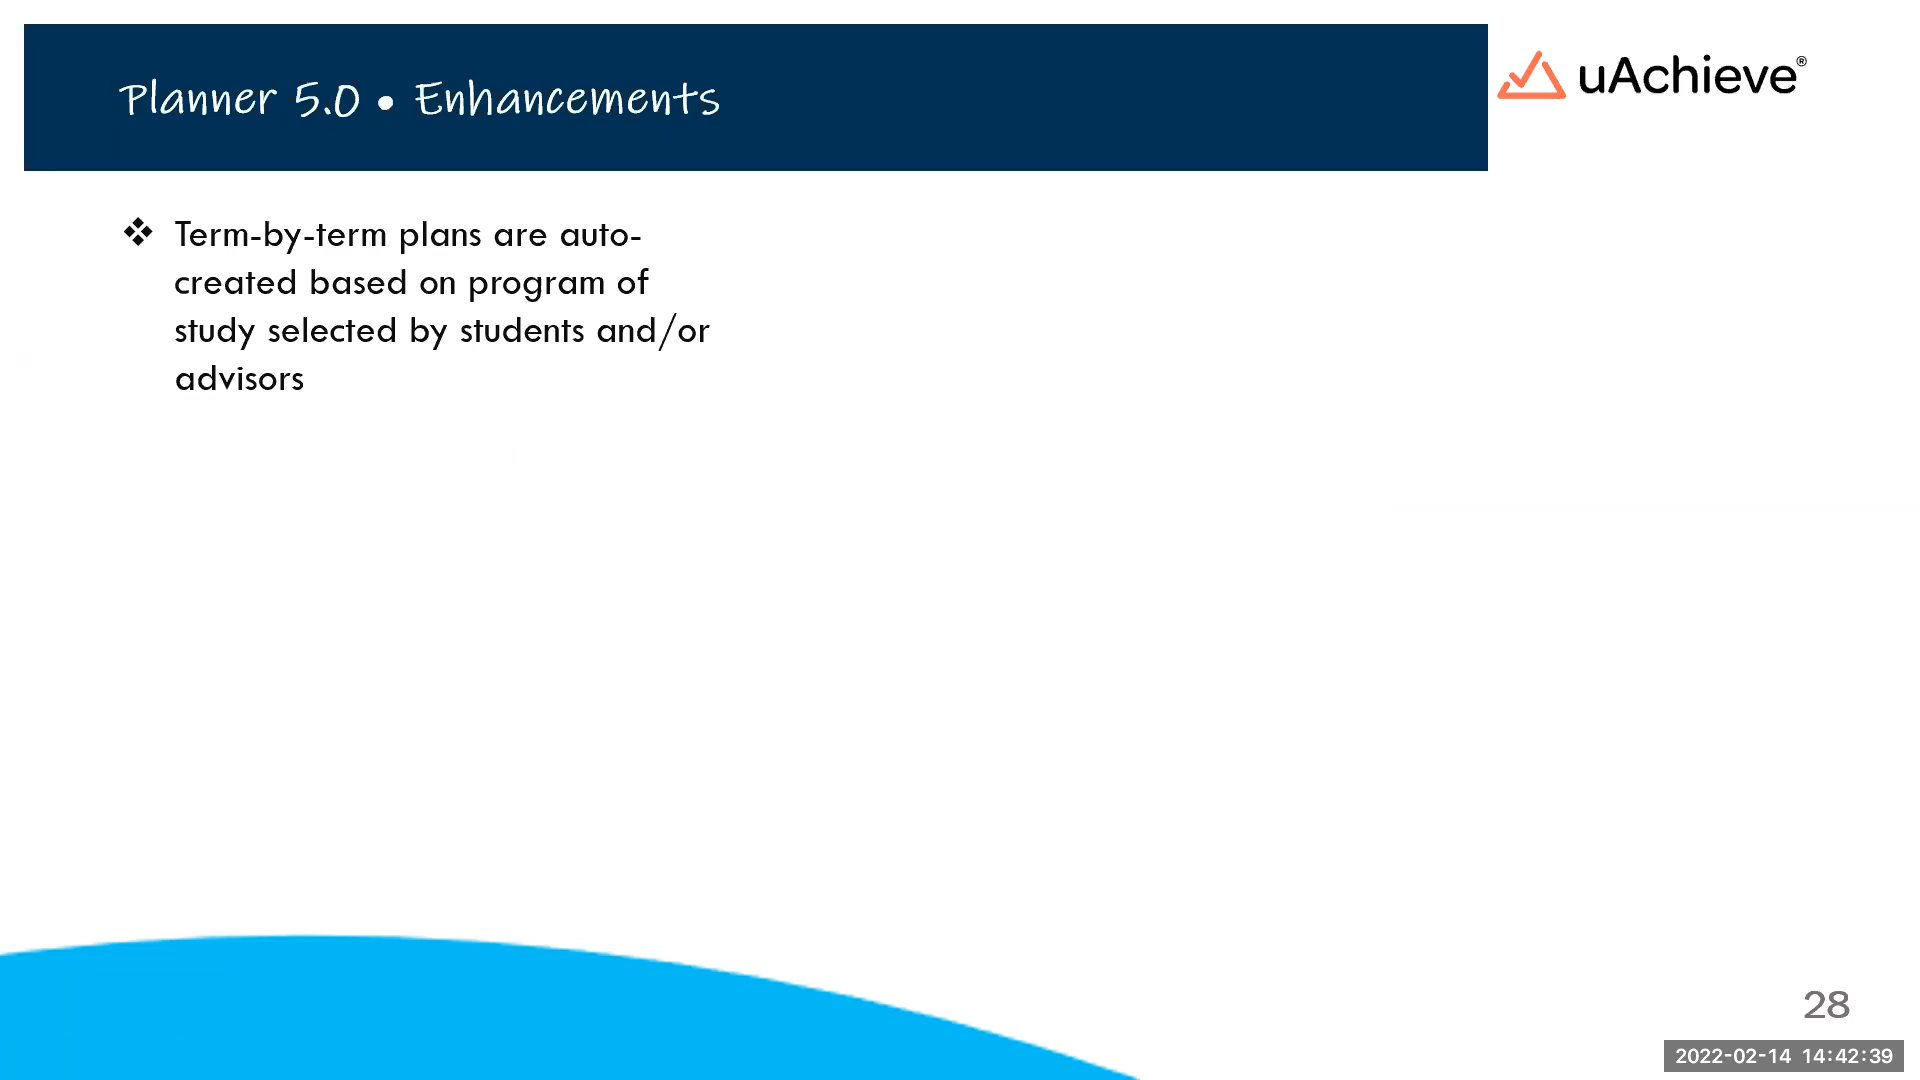 Planner 5.0 • Enhancements
uAchieve®
❖ Term-by-term plans are auto-
created based on program of
study selected by students and/or
advisors
28
2022-02-14 14:42:39